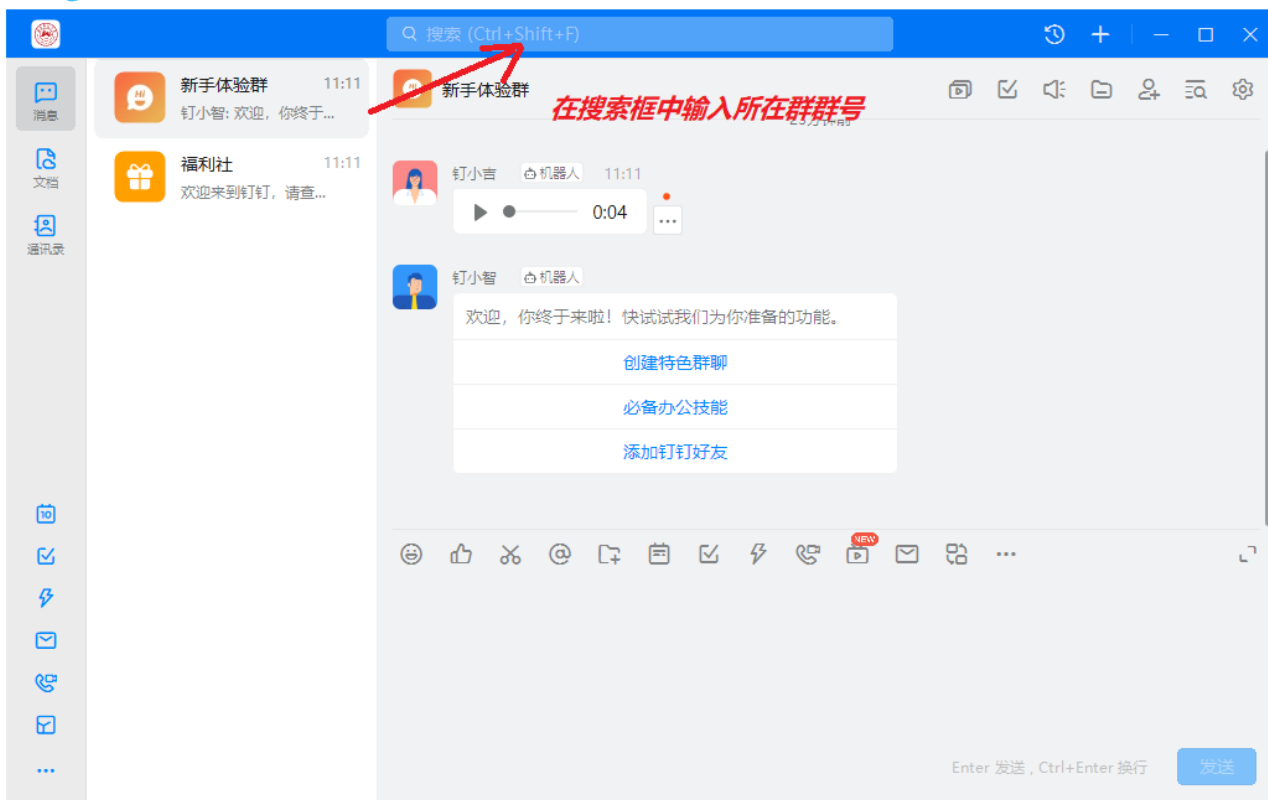 搜索 (Ctrl+Shift+F)
消息
文档
通讯录
10
Hi
新手体验群 11:11
钉小智: 欢迎，你终于...
福利社 11:11
欢迎来到钉钉，请查...
Hi
新手体验群
在搜索框中输入所在群群号
钉小吉 机器人 11:11
0:04
钉小智 机器人
欢迎，你终于来啦！快试试我们为你准备的功能。
创建特色群聊
必备办公技能
添加钉钉好友
NEW
Enter 发送 , Ctrl+Enter 换行
发送